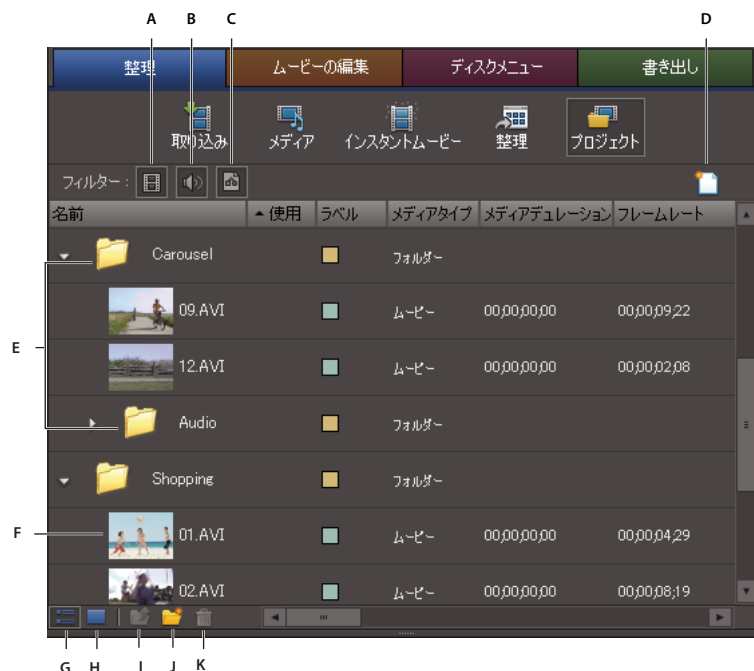 A B C D
整理 ムービーの編集 ディスクメニュー 書き出し
取り込み メディア インスタントムービー 整理 プロジェクト
フィルター：
名前 使用 ラベル メディアタイプ メディアデュレーション フレームレート
Carousel フォルダー
09.AVI ムービー 00;00;00;00 00;00;09;22
E
12.AVI ムービー 00;00;00;00 00;00;02;08
Audio フォルダー
Shopping フォルダー
F 01.AVI ムービー 00;00;00;00 00;00;04;29
02.AVI ムービー 00;00;00;00 00;00;08;19
G H I J K